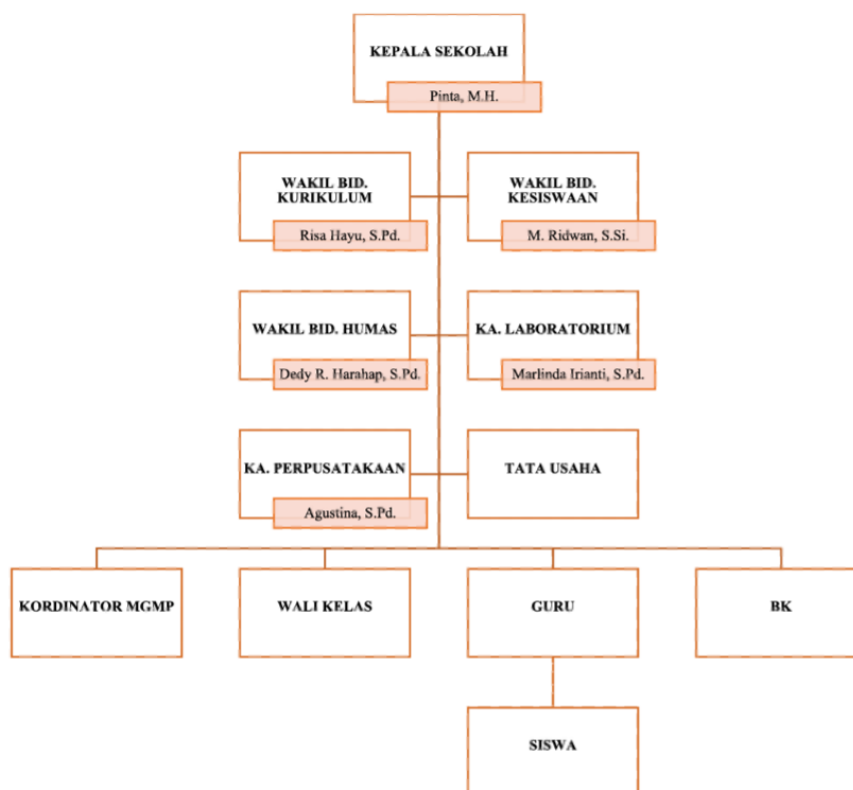 KEPALA SEKOLAH
Pinta, M.H.
WAKIL BID.
KURIKULUM
Risa Hayu, S.Pd.
WAKIL BID.
KESISWAAN
M. Ridwan, S.Si.
WAKIL BID. HUMAS
Dedy R. Harahap, S.Pd.
KA. LABORATORIUM
Marlinda Irianti, S.Pd.
KA. PERPUSATAKAAN
Agustina, S.Pd.
TATA USAHA
KORDINATOR MGMP
WALI KELAS
GURU
BK
SISWA